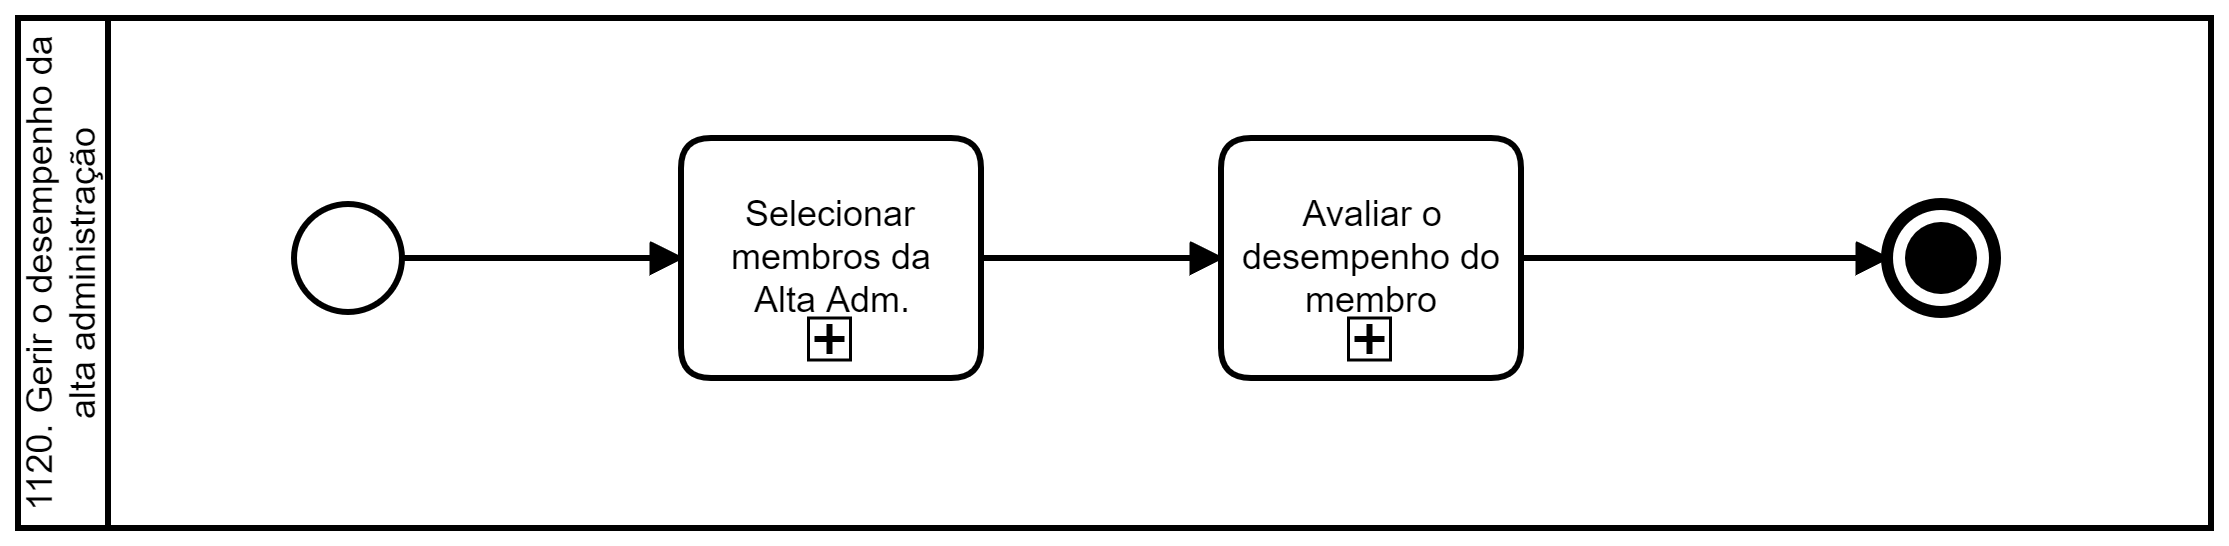 1120. Gerir o desempenho da
alta administração
Selecionar
membros da
Alta Adm.
Avaliar o
desempenho do
membro